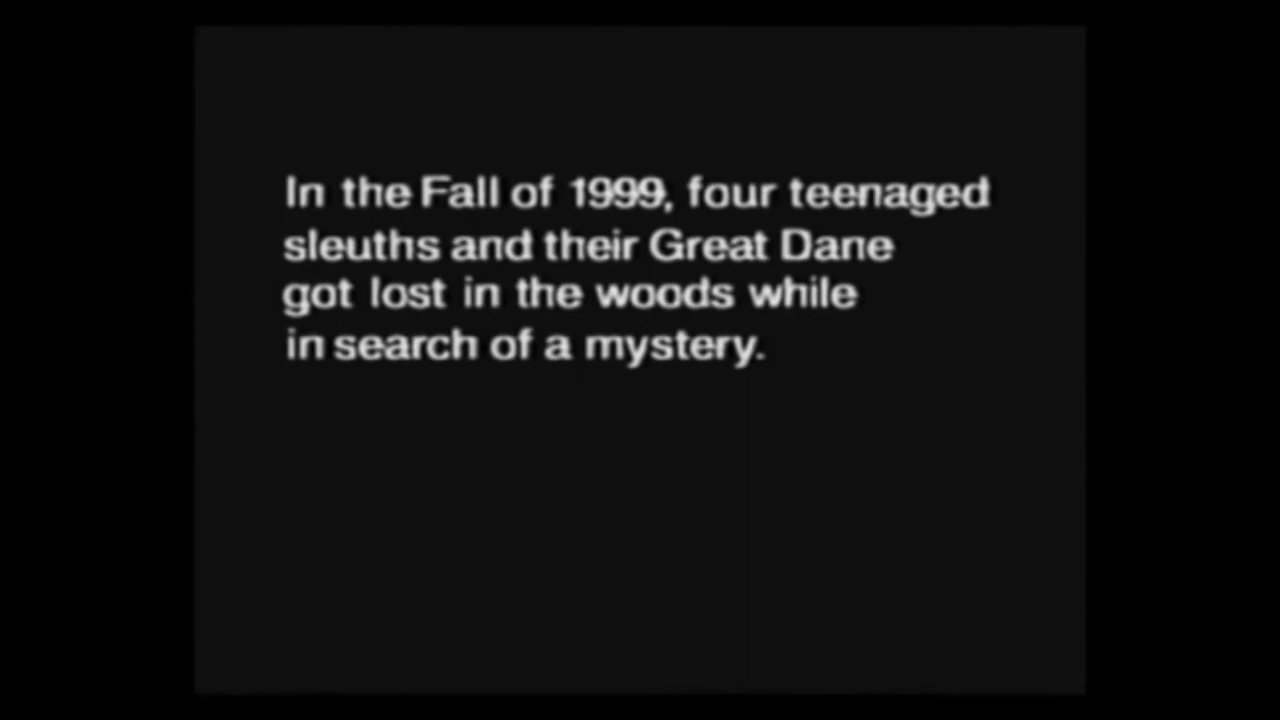 In the Fall of 1999, four teenaged
sleuths and their Great Dane
got lost in the woods while
in search of a mystery.